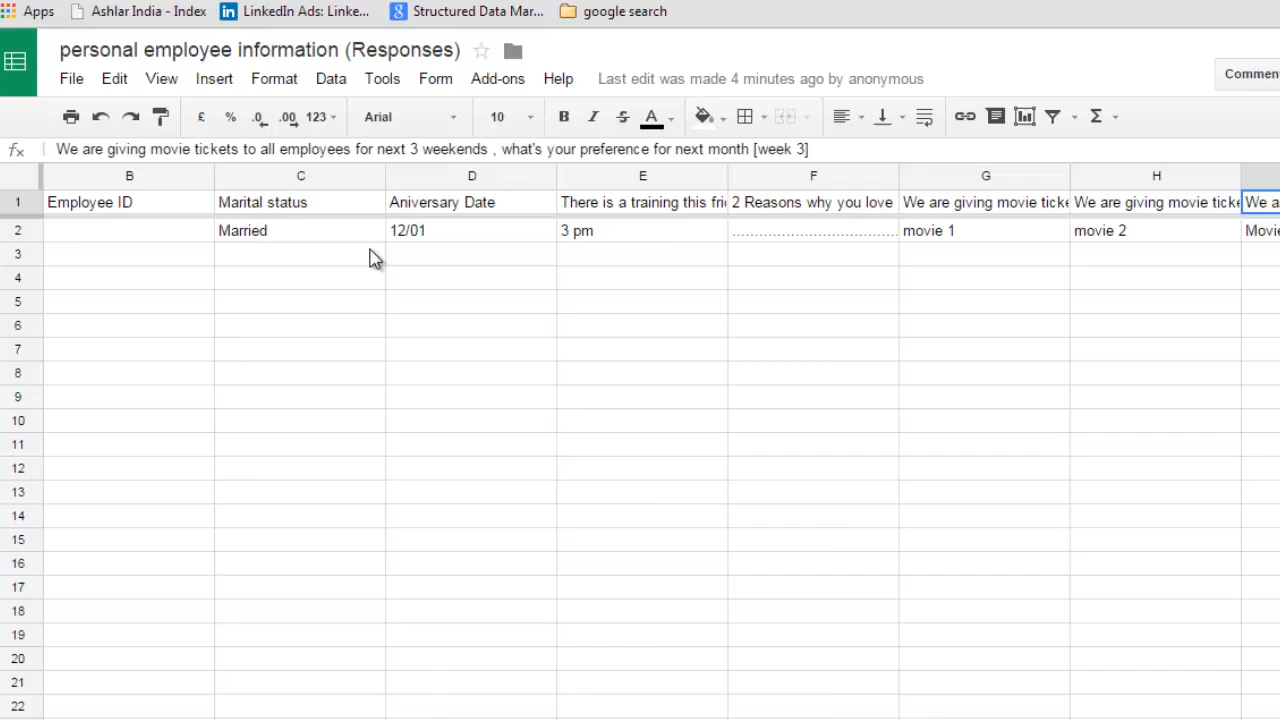 Apps Ashlar India - Index LinkedIn Ads: Linke... Structured Data Mar... google search
personal employee information (Responses)
File Edit View Insert Format Data Tools Form Add-ons Help Last edit was made 4 minutes ago by anonymous
Commen
£ % .0 .00 123 Arial 10 B I S A Σ
fx We are giving movie tickets to all employees for next 3 weekends , what's your preference for next month [week 3]
B C D E F G H
1 Employee ID Marital status Aniversary Date There is a training this fri 2 Reasons why you love We are giving movie ticke We are giving movie ticke We a
2 Married 12/01 3 pm ................................. movie 1 movie 2 Movie
3
4
5
6
7
8
9
10
11
12
13
14
15
16
17
18
19
20
21
22